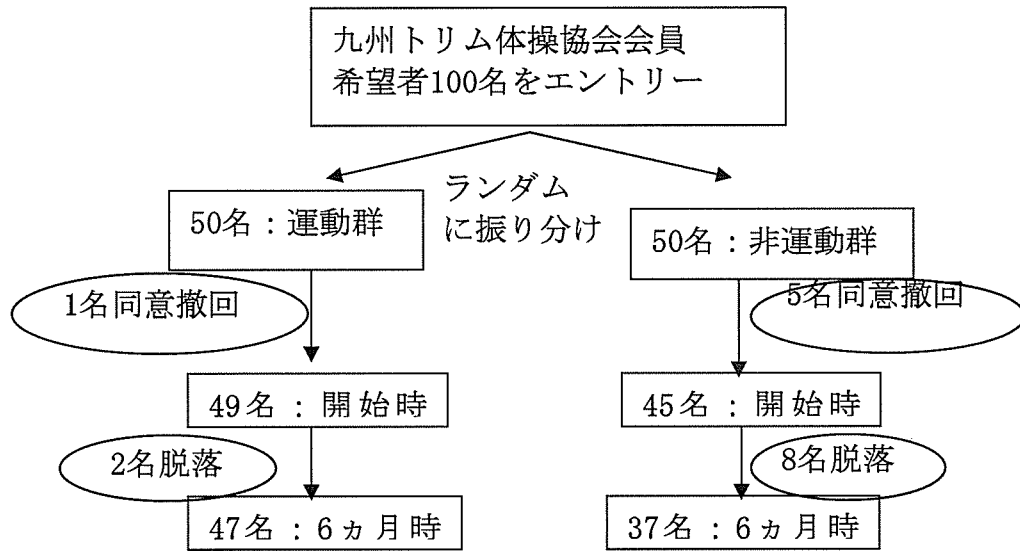 九州トリム体操協会会員
希望者100名をエントリー
ランダム
に振り分け
50名：運動群
50名：非運動群
1名同意撤回
5名同意撤回
49名：開始時
45名：開始時
2名脱落
8名脱落
47名：6ヵ月時
37名：6ヵ月時